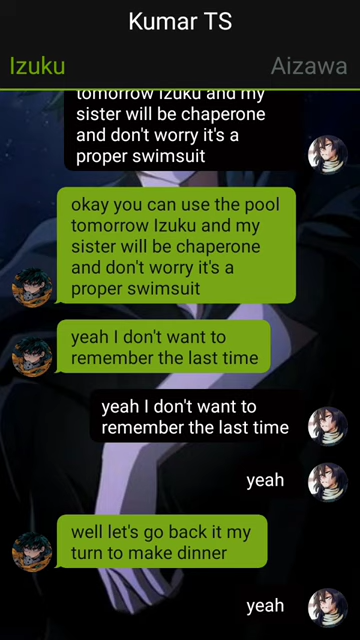 Kumar TS
Izuku
Aizawa
tomorrow Izuku and my
sister will be chaperone
and don't worry it's a
proper swimsuit
okay you can use the pool
tomorrow Izuku and my
sister will be chaperone
and don't worry it's a
proper swimsuit
yeah I don't want to
remember the last time
yeah I don't want to
remember the last time
yeah
well let's go back it my
turn to make dinner
yeah